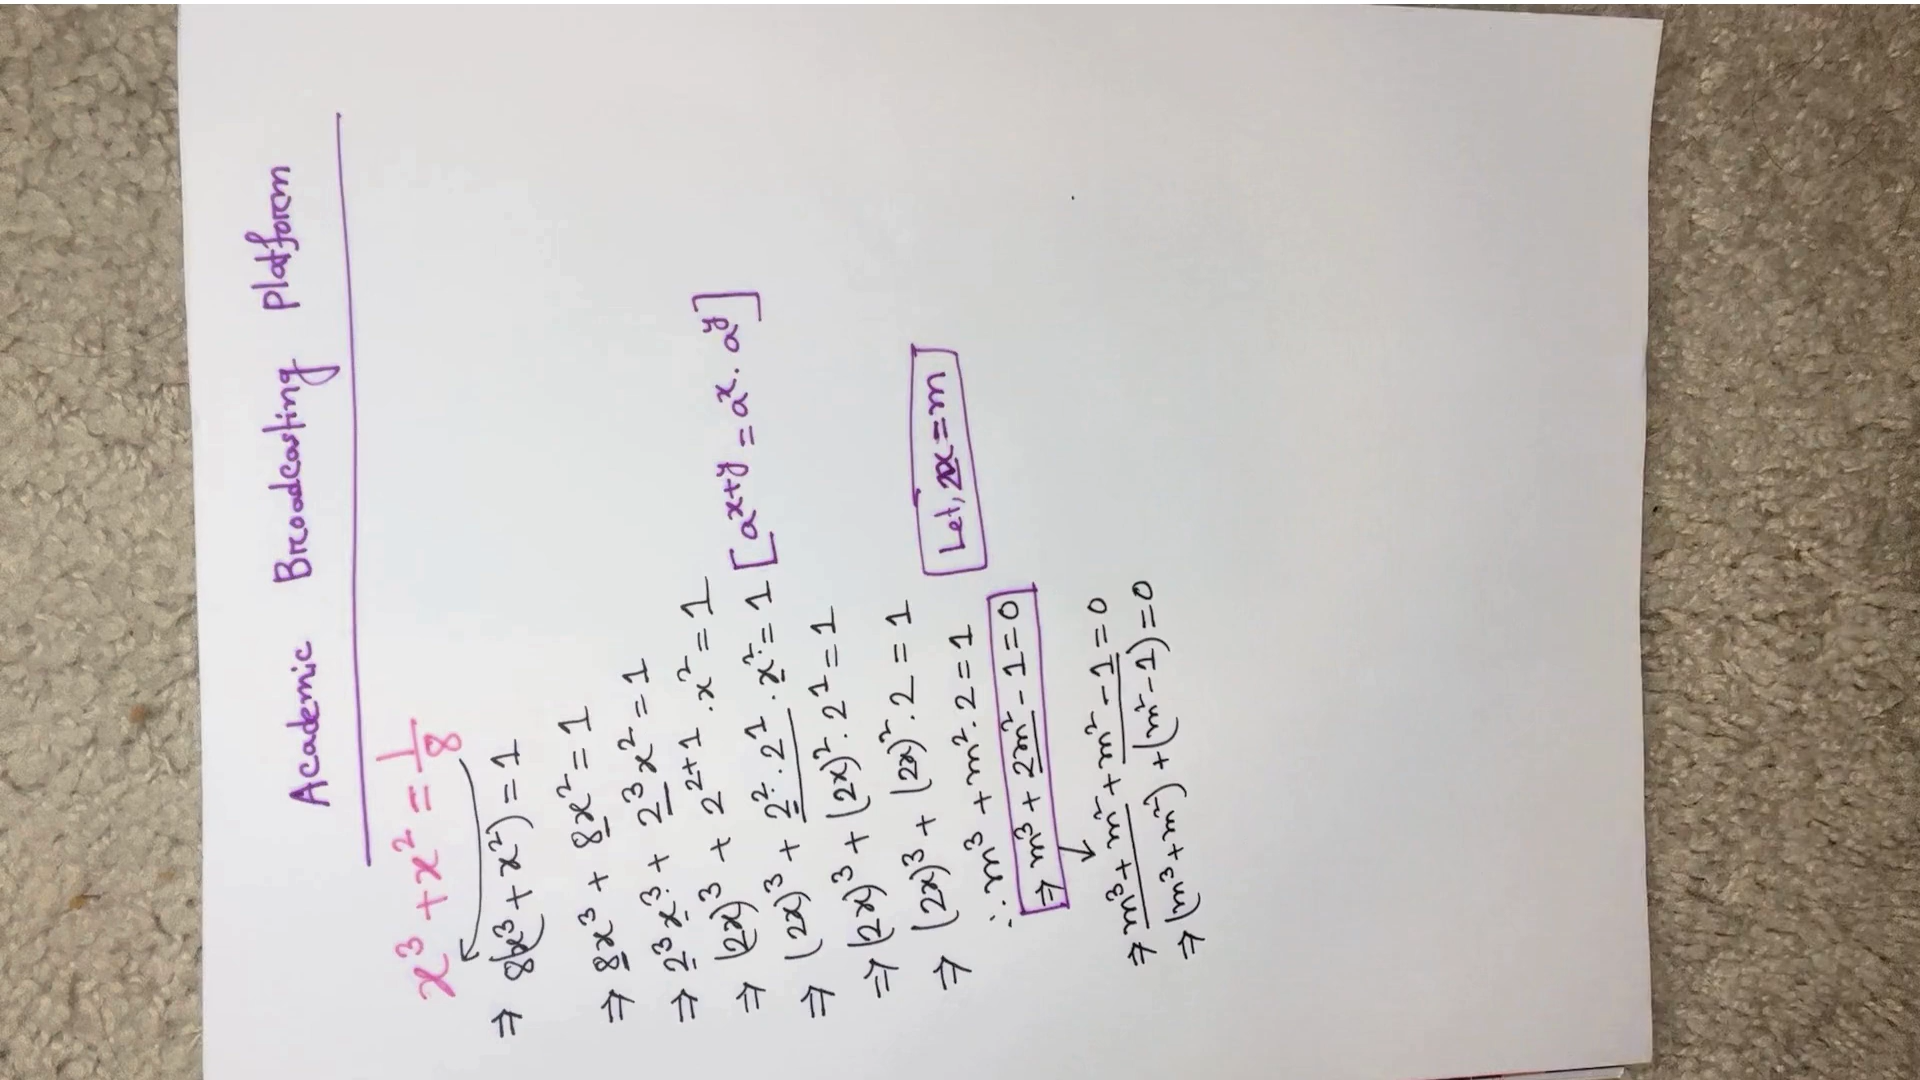 Academic Broadcasting Platform
x³ + x² = 1/8
⇒ 8(x³ + x²) = 1
⇒ 8x³ + 8x² = 1
⇒ 2³x³ + 2³x² = 1
⇒ (2x)³ + 2²⁺¹ . x² = 1
⇒ (2x)³ + 2² . 2¹ . x² = 1 [aˣ⁺ʸ = aˣ . aʸ]
⇒ (2x)³ + (2x)² . 2¹ = 1
⇒ (2x)³ + (2x)² . 2 = 1
∴ m³ + m² . 2 = 1 Let, 2x = m
⇒ m³ + 2m² - 1 = 0
⇒ m³ + m² + m² - 1 = 0
⇒ (m³ + m²) + (m² - 1) = 0